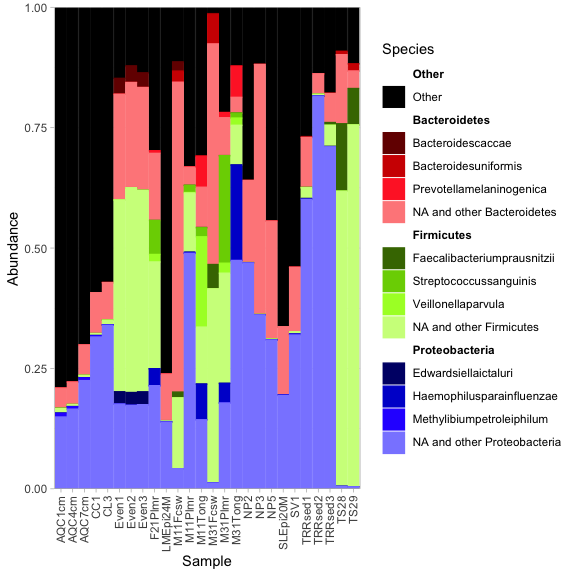 1.00
0.75
0.50
0.25
0.00
Abundance
AQC1cm
AQC4cm
AQC7cm
CC1
CL3
Even1
Even2
Even3
F21Plmr
LMEpi24M
M11Fcsw
M11Plmr
M11Tong
M31Fcsw
M31Plmr
M31Tong
NP2
NP3
NP5
SLEpi20M
SV1
TRRsed1
TRRsed2
TRRsed3
TS28
TS29
Sample
Species
Other
Other
Bacteroidetes
Bacteroidescaccae
Bacteroidesuniformis
Prevotellamelaninogenica
NA and other Bacteroidetes
Firmicutes
Faecalibacteriumprausnitzii
Streptococcussanguinis
Veillonellaparvula
NA and other Firmicutes
Proteobacteria
Edwardsiellaictaluri
Haemophilusparainfluenzae
Methylibiumpetroleiphilum
NA and other Proteobacteria